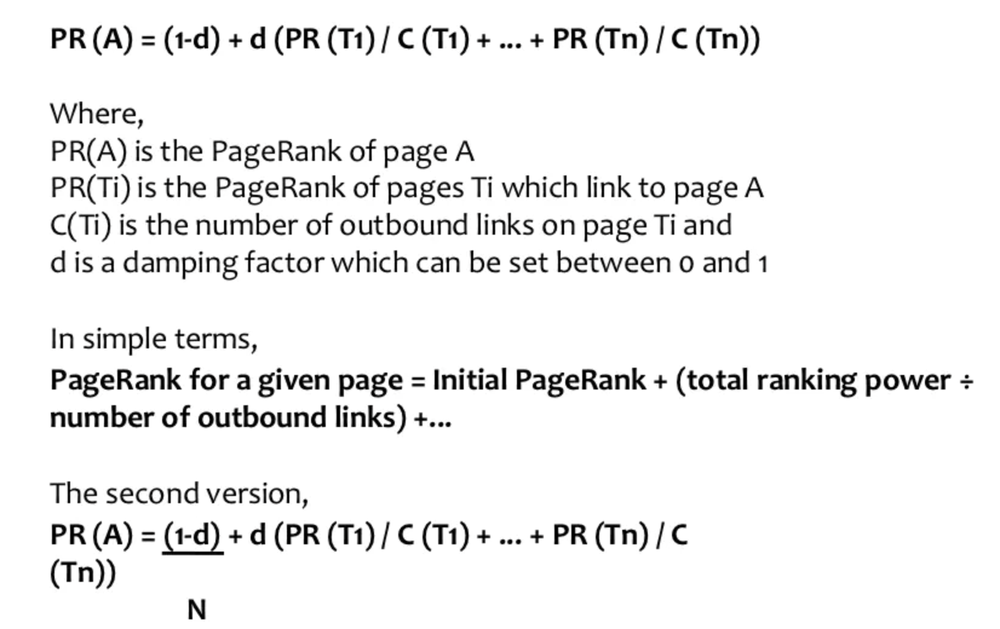 PR (A) = (1-d) + d (PR (T1) / C (T1) + ... + PR (Tn) / C (Tn))
Where,
PR(A) is the PageRank of page A
PR(Ti) is the PageRank of pages Ti which link to page A
C(Ti) is the number of outbound links on page Ti and
d is a damping factor which can be set between 0 and 1
In simple terms,
PageRank for a given page = Initial PageRank + (total ranking power ÷
number of outbound links) +...
The second version,
PR (A) = (1-d) + d (PR (T1) / C (T1) + ... + PR (Tn) / C
(Tn))
N